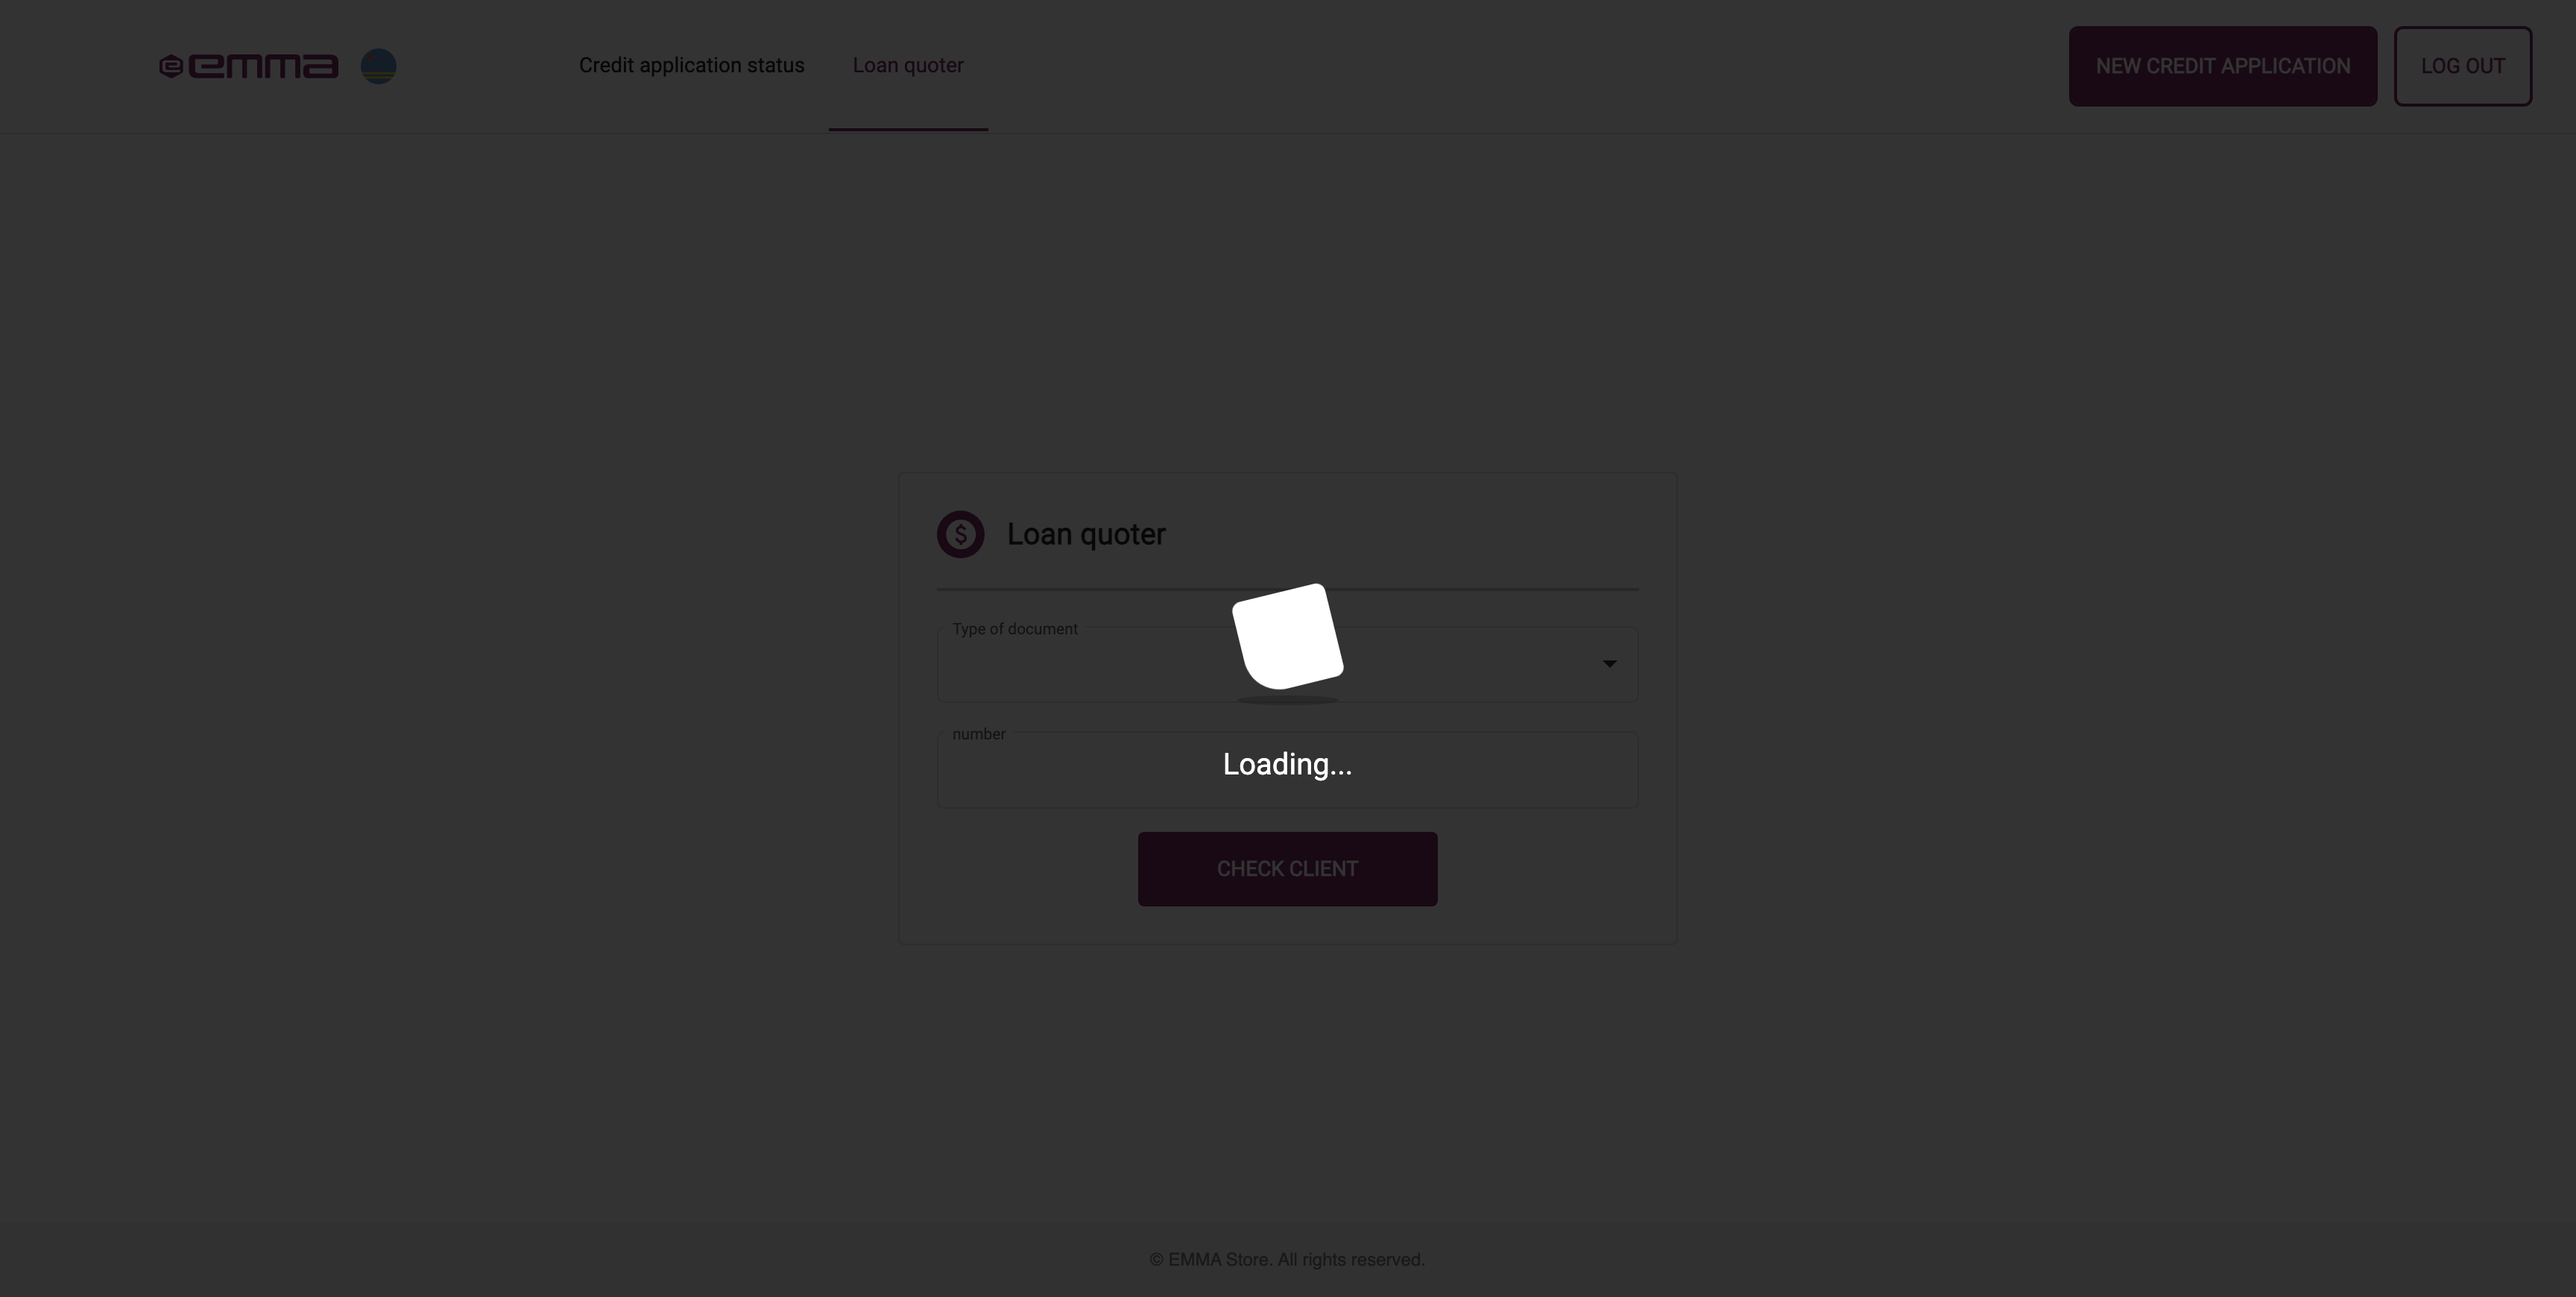 emma
Credit application status
Loan quoter
NEW CREDIT APPLICATION
LOG OUT
Loan quoter
Type of document
number
Loading...
CHECK CLIENT
© EMMA Store. All rights reserved.